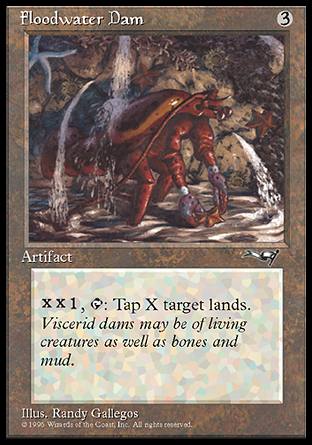 Floodwater Dam 3
Artifact
X X 1, T: Tap X target lands.
Viscerid dams may be of living
creatures as well as bones and
mud.
Illus. Randy Gallegos
© 1996 Wizards of the Coast, Inc. All rights reserved.